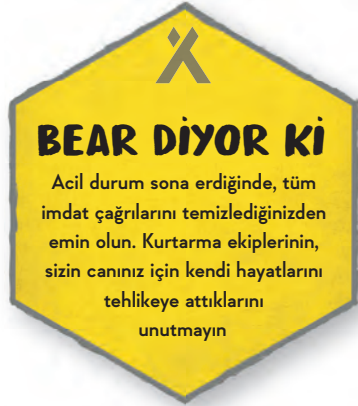 BEAR DİYOR Kİ
Acil durum sona erdiğinde, tüm
imdat çağrılarını temizlediğinizden
emin olun. Kurtarma ekiplerinin,
sizin canınız için kendi hayatlarını
tehlikeye attıklarını
unutmayın